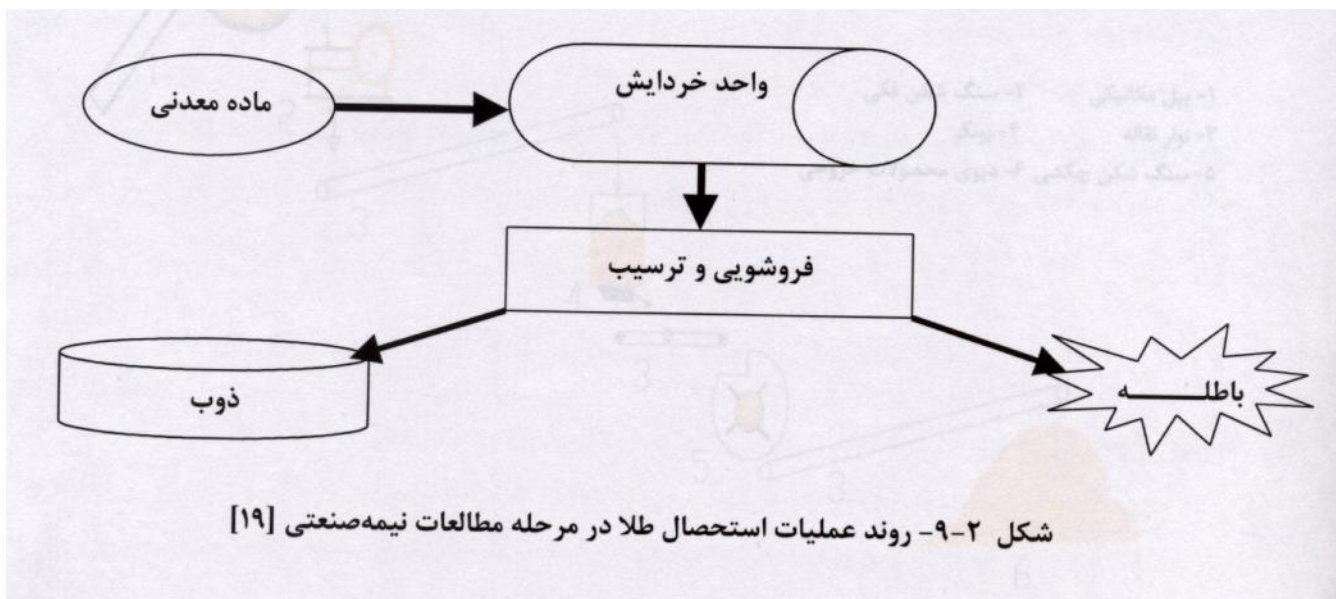 ماده معدنی
واحد خردایش
فروشویی و ترسیب
ذوب
باطلـــــــه
شکل ۲-۹- روند عملیات استحصال طلا در مرحله مطالعات نیمه‌صنعتی [۱۹]